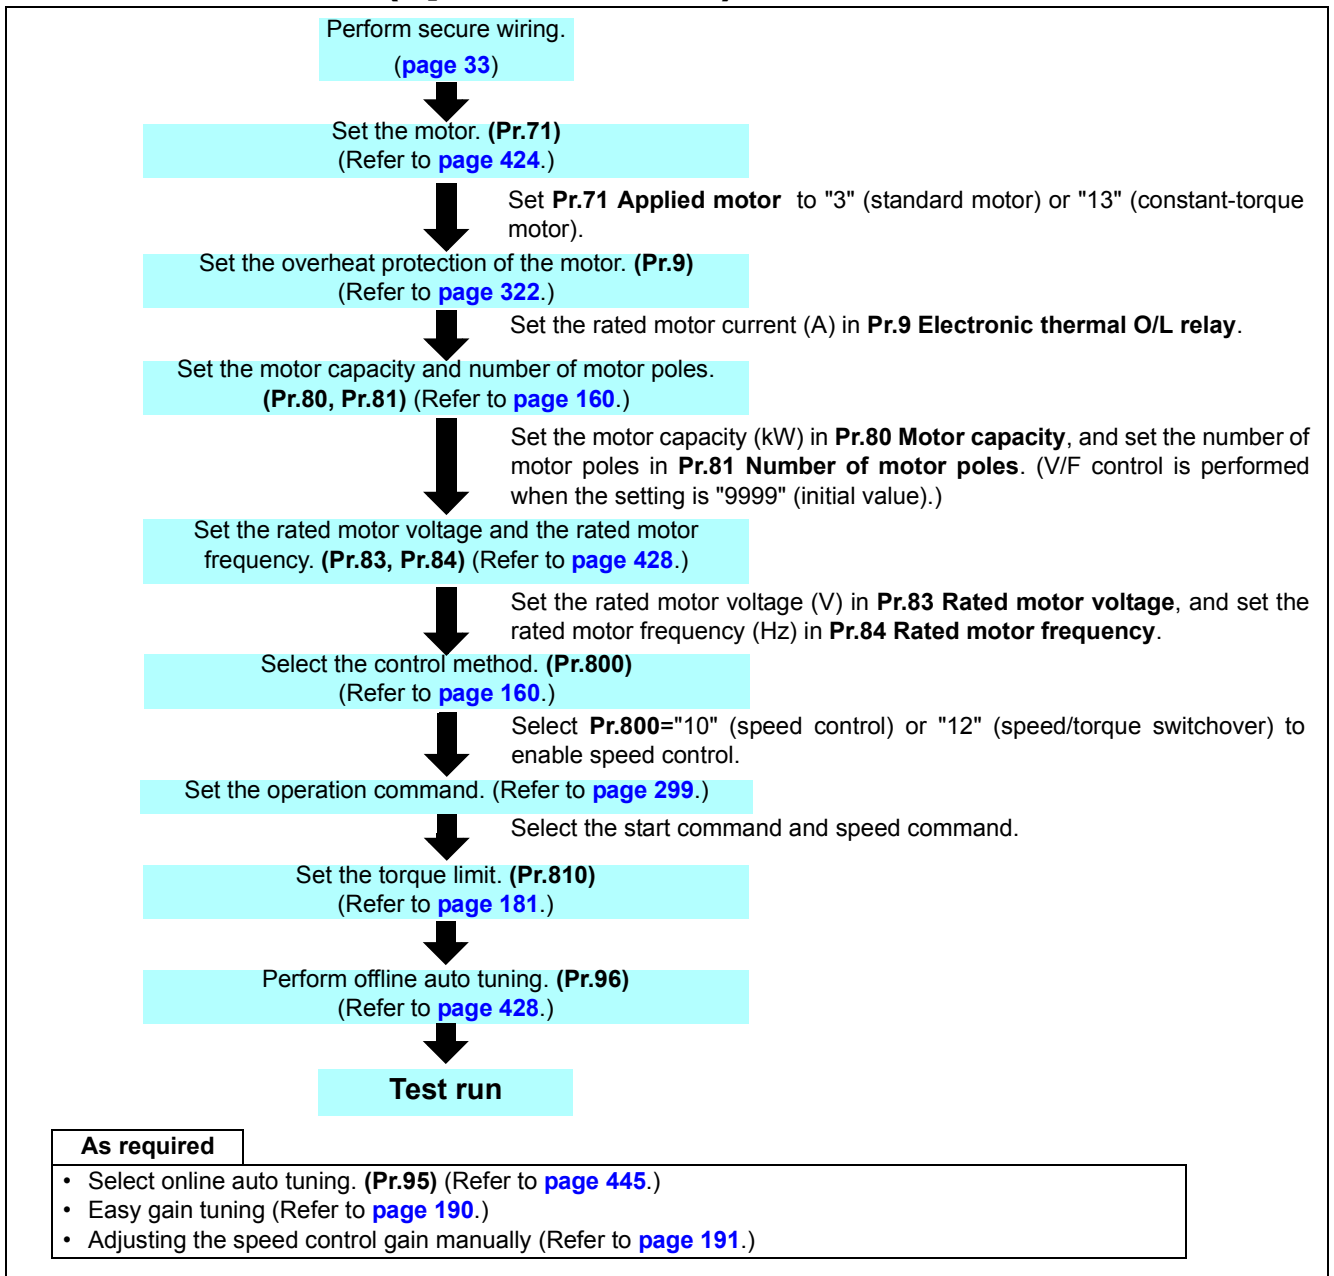 Perform secure wiring.
(page 33)
Set the motor. (Pr.71)
(Refer to page 424.)
Set Pr.71 Applied motor to "3" (standard motor) or "13" (constant-torque
motor).
Set the overheat protection of the motor. (Pr.9)
(Refer to page 322.)
Set the rated motor current (A) in Pr.9 Electronic thermal O/L relay.
Set the motor capacity and number of motor poles.
(Pr.80, Pr.81) (Refer to page 160.)
Set the motor capacity (kW) in Pr.80 Motor capacity, and set the number of
motor poles in Pr.81 Number of motor poles. (V/F control is performed
when the setting is "9999" (initial value).)
Set the rated motor voltage and the rated motor
frequency. (Pr.83, Pr.84) (Refer to page 428.)
Set the rated motor voltage (V) in Pr.83 Rated motor voltage, and set the
rated motor frequency (Hz) in Pr.84 Rated motor frequency.
Select the control method. (Pr.800)
(Refer to page 160.)
Select Pr.800="10" (speed control) or "12" (speed/torque switchover) to
enable speed control.
Set the operation command. (Refer to page 299.)
Select the start command and speed command.
Set the torque limit. (Pr.810)
(Refer to page 181.)
Perform offline auto tuning. (Pr.96)
(Refer to page 428.)
Test run
As required
• Select online auto tuning. (Pr.95) (Refer to page 445.)
• Easy gain tuning (Refer to page 190.)
• Adjusting the speed control gain manually (Refer to page 191.)